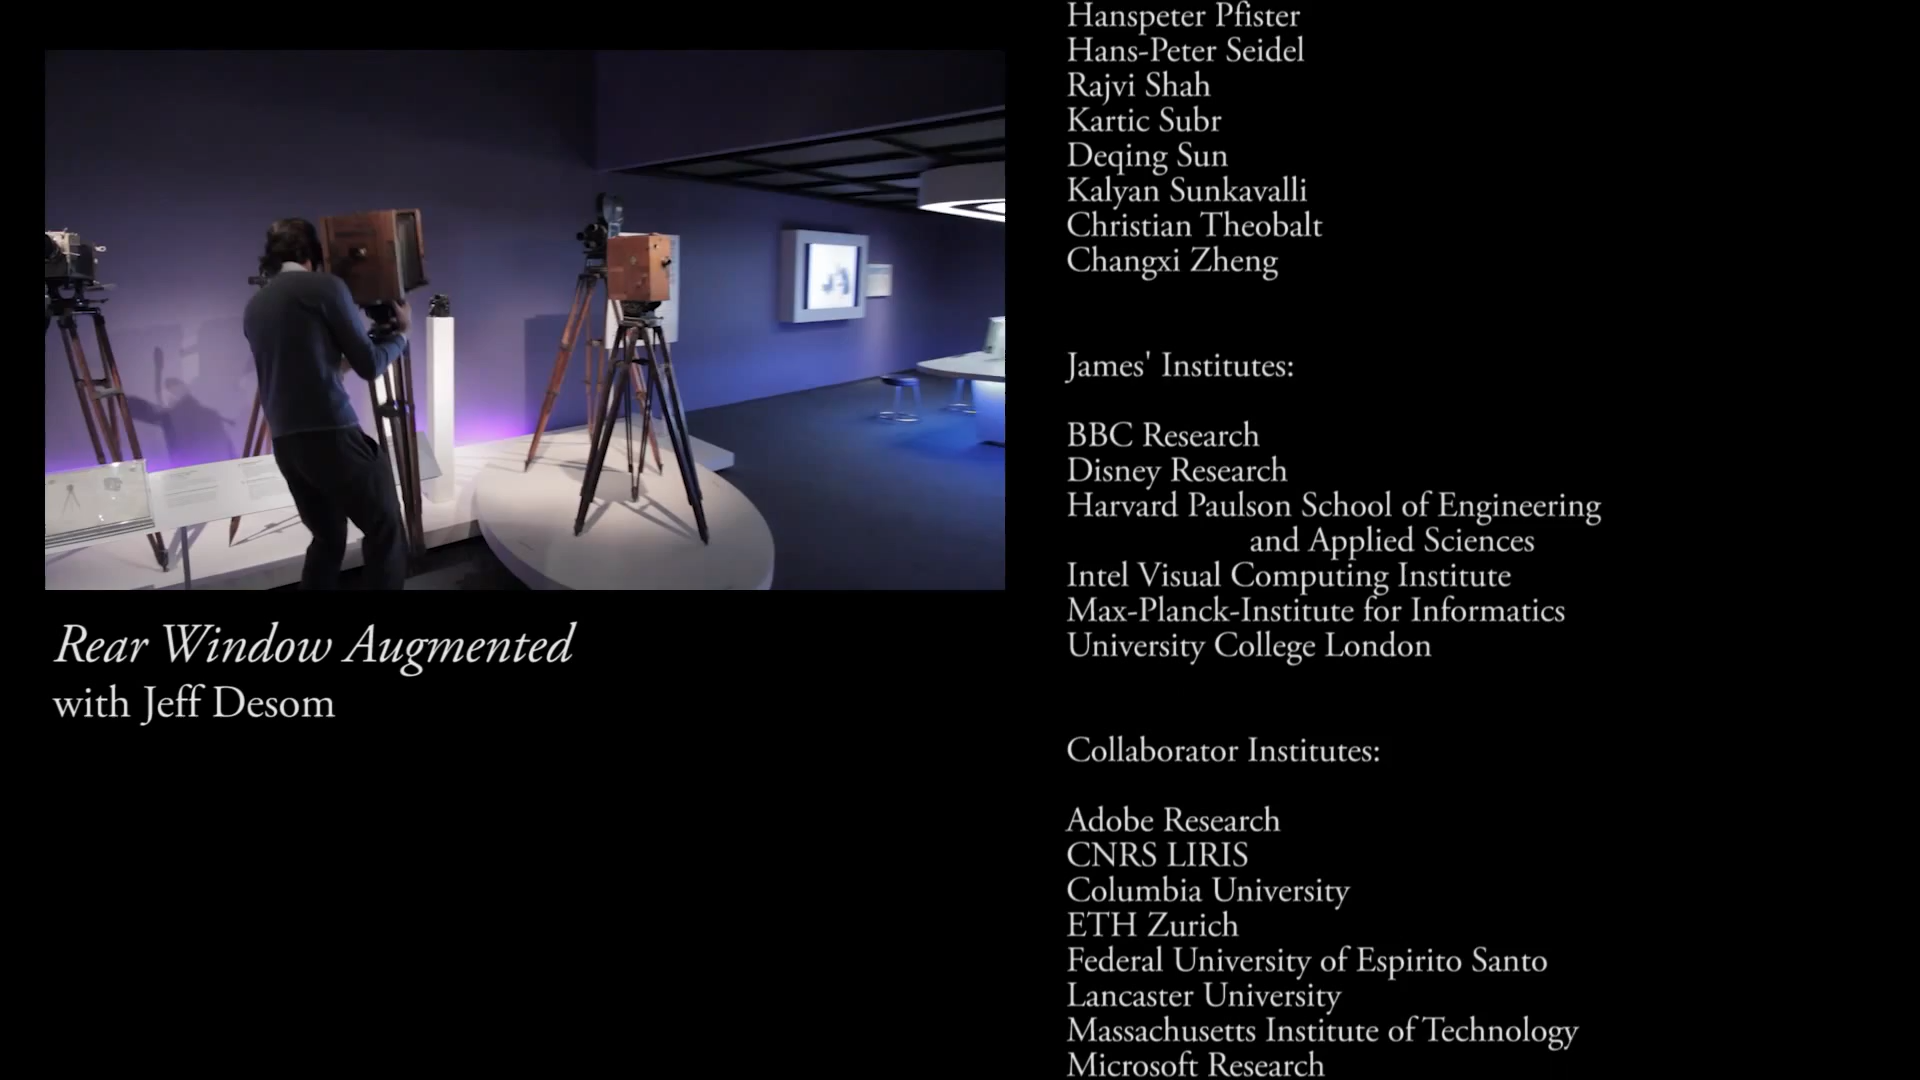 Rear Window Augmented
with Jeff Desom
Hanspeter Pfister
Hans-Peter Seidel
Rajvi Shah
Kartic Subr
Deqing Sun
Kalyan Sunkavalli
Christian Theobalt
Changxi Zheng
James' Institutes:
BBC Research
Disney Research
Harvard Paulson School of Engineering
and Applied Sciences
Intel Visual Computing Institute
Max-Planck-Institute for Informatics
University College London
Collaborator Institutes:
Adobe Research
CNRS LIRIS
Columbia University
ETH Zurich
Federal University of Espirito Santo
Lancaster University
Massachusetts Institute of Technology
Microsoft Research